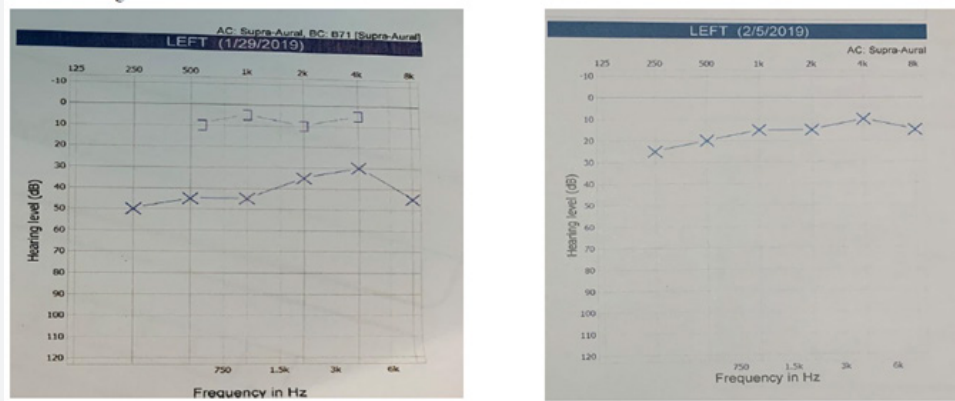 AC: Supra-Aural, BC: B71 [Supra-Aural]
LEFT (1/29/2019)
125 250 500 1k 2k 4k 8k
-10
0
10
20
30
40
50
60
70
80
90
100
110
120
Hearing level (dB)
750 1.5k 3k 6k
Frequency in Hz
LEFT (2/5/2019)
AC: Supra-Aural
125 250 500 1k 2k 4k 8k
-10
0
10
20
30
40
50
60
70
80
90
100
110
120
Hearing level (dB)
750 1.5k 3k 6k
Frequency in Hz